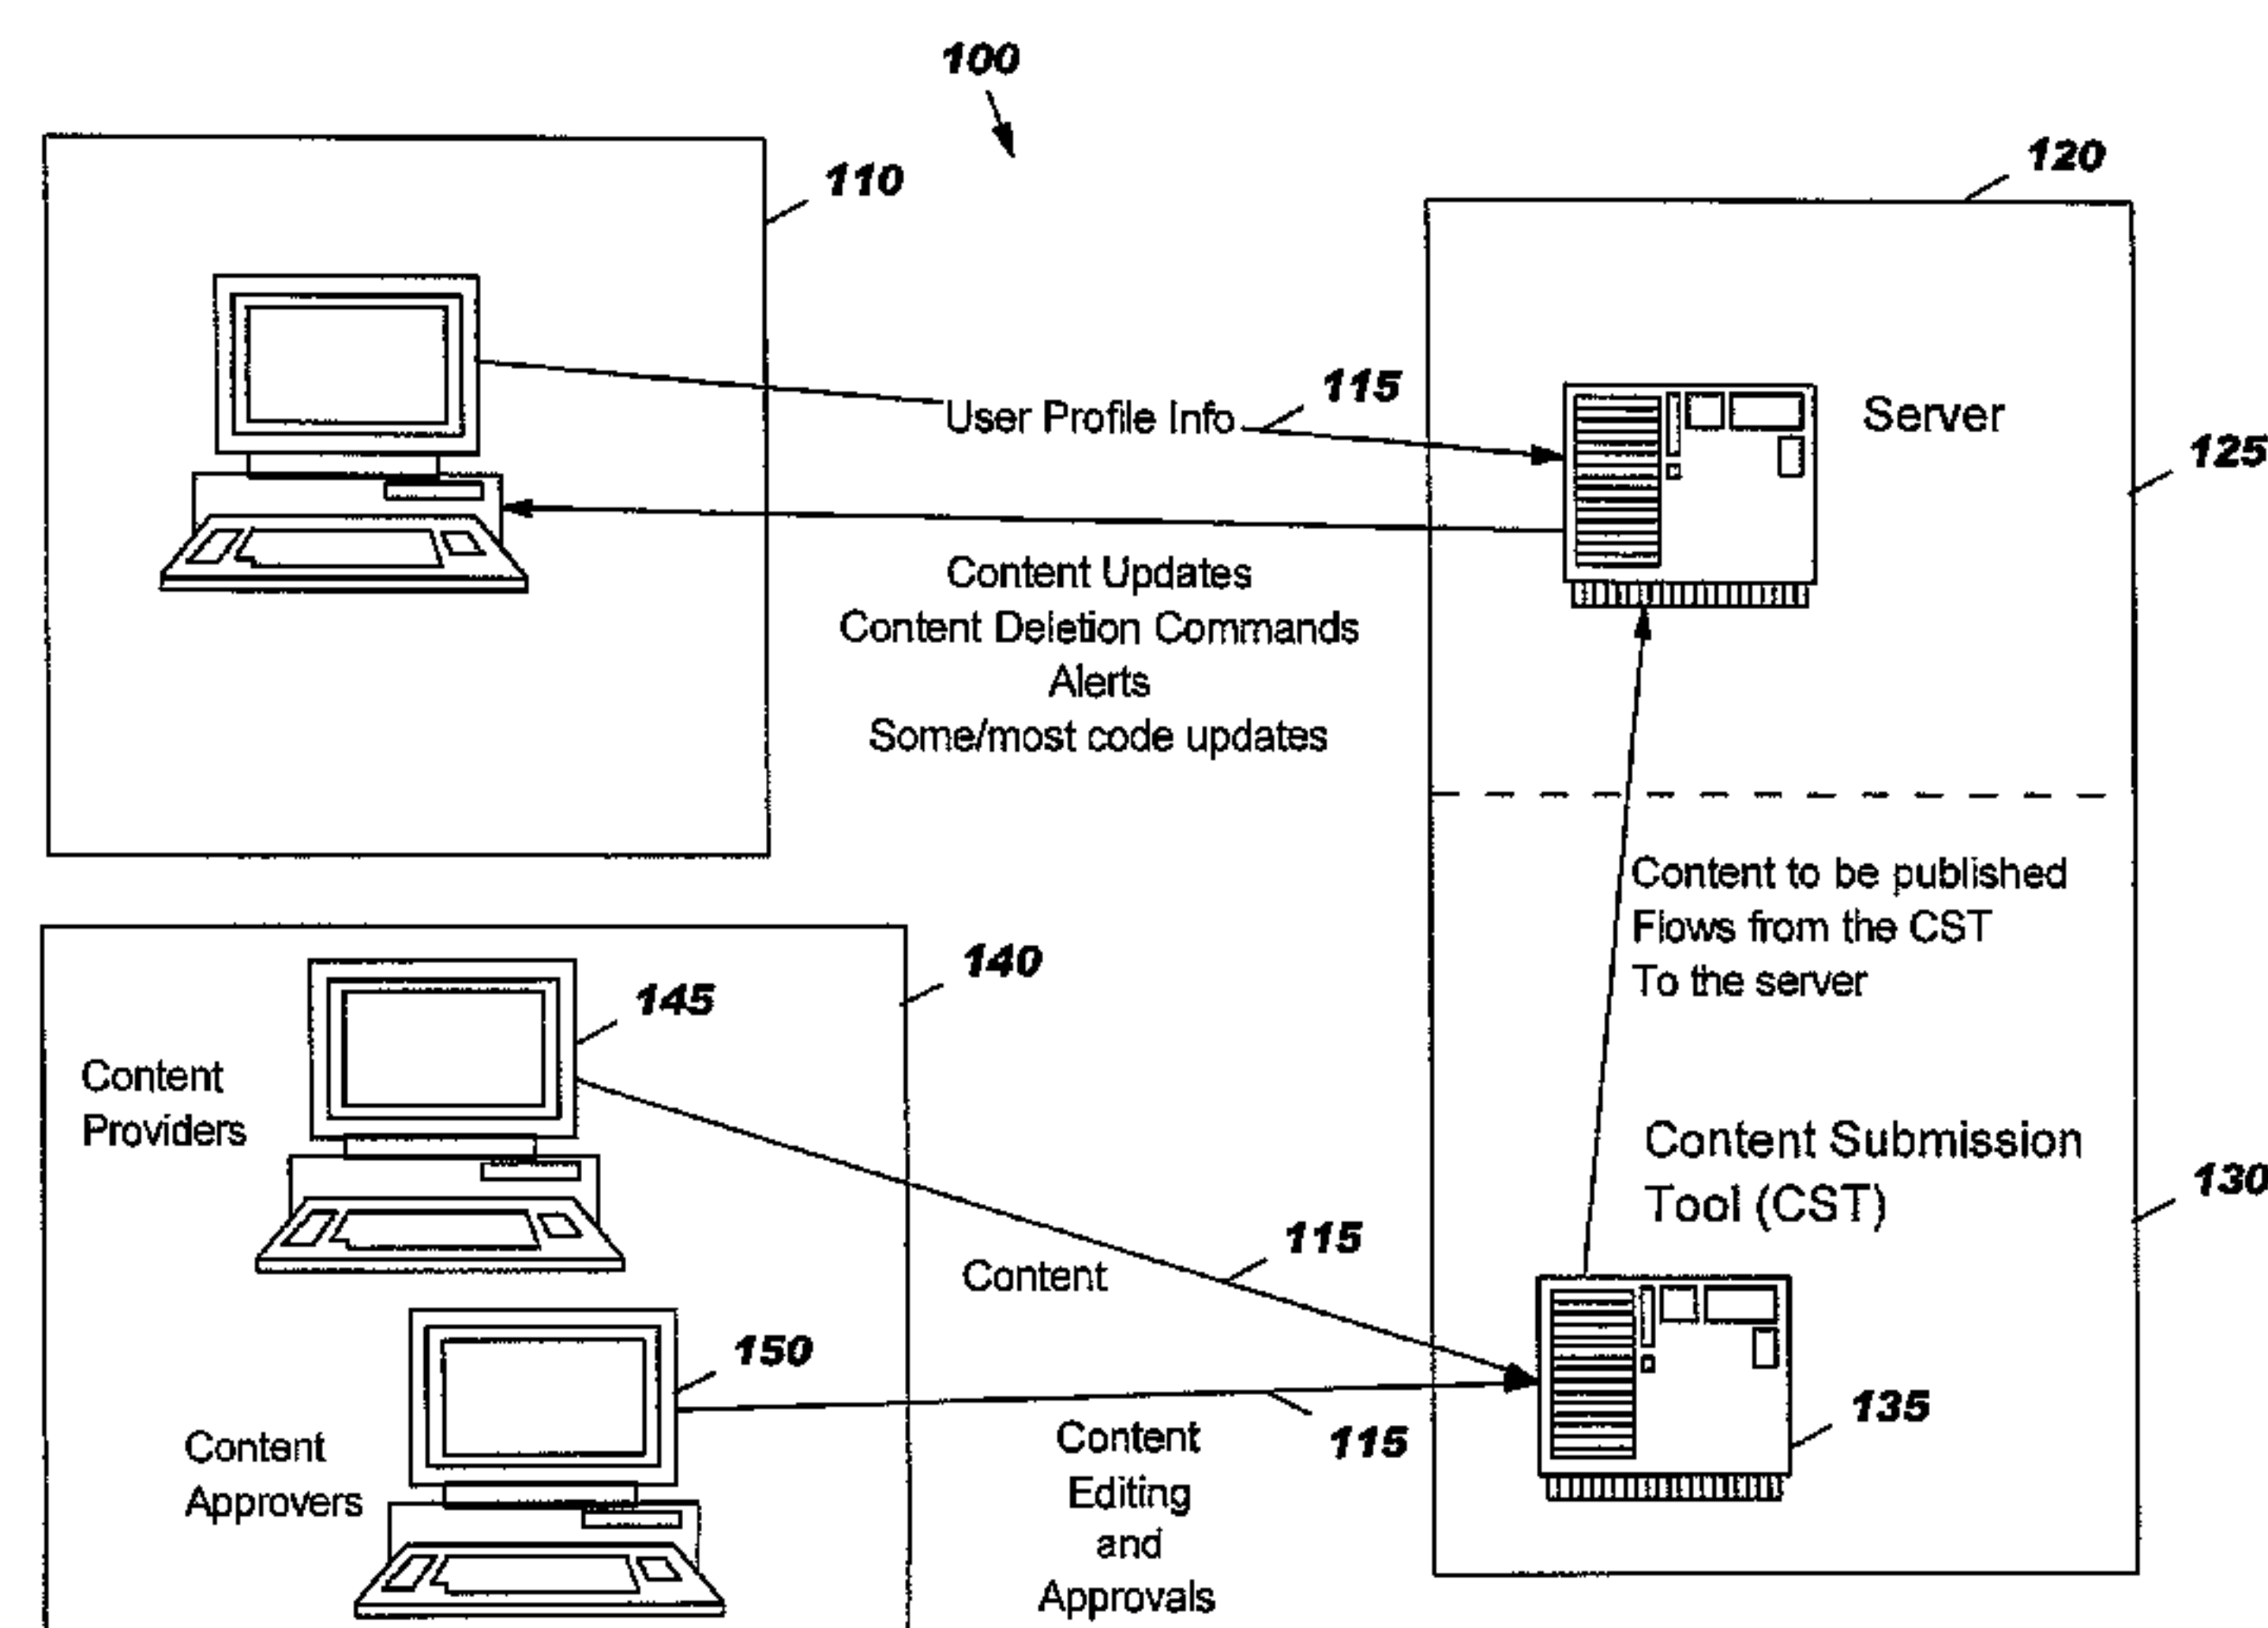 100
110
120
User Profile Info
115
Server
125
Content Updates
Content Deletion Commands
Alerts
Some/most code updates
Content to be published
Flows from the CST
To the server
140
145
Content
Providers
Content Submission
Tool (CST)
130
115
Content
150
135
115
Content
Approvers
Content
Editing
and
Approvals